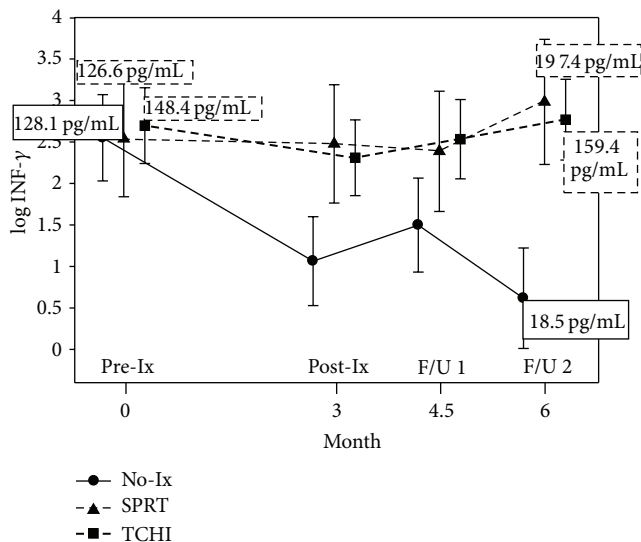 4
3.5
3
2.5
2
1.5
1
0.5
0
log INF-γ
126.6 pg/mL
148.4 pg/mL
128.1 pg/mL
197.4 pg/mL
159.4
pg/mL
18.5 pg/mL
Pre-Ix
Post-Ix
F/U 1
F/U 2
0
3
4.5
6
Month
No-Ix
SPRT
TCHI